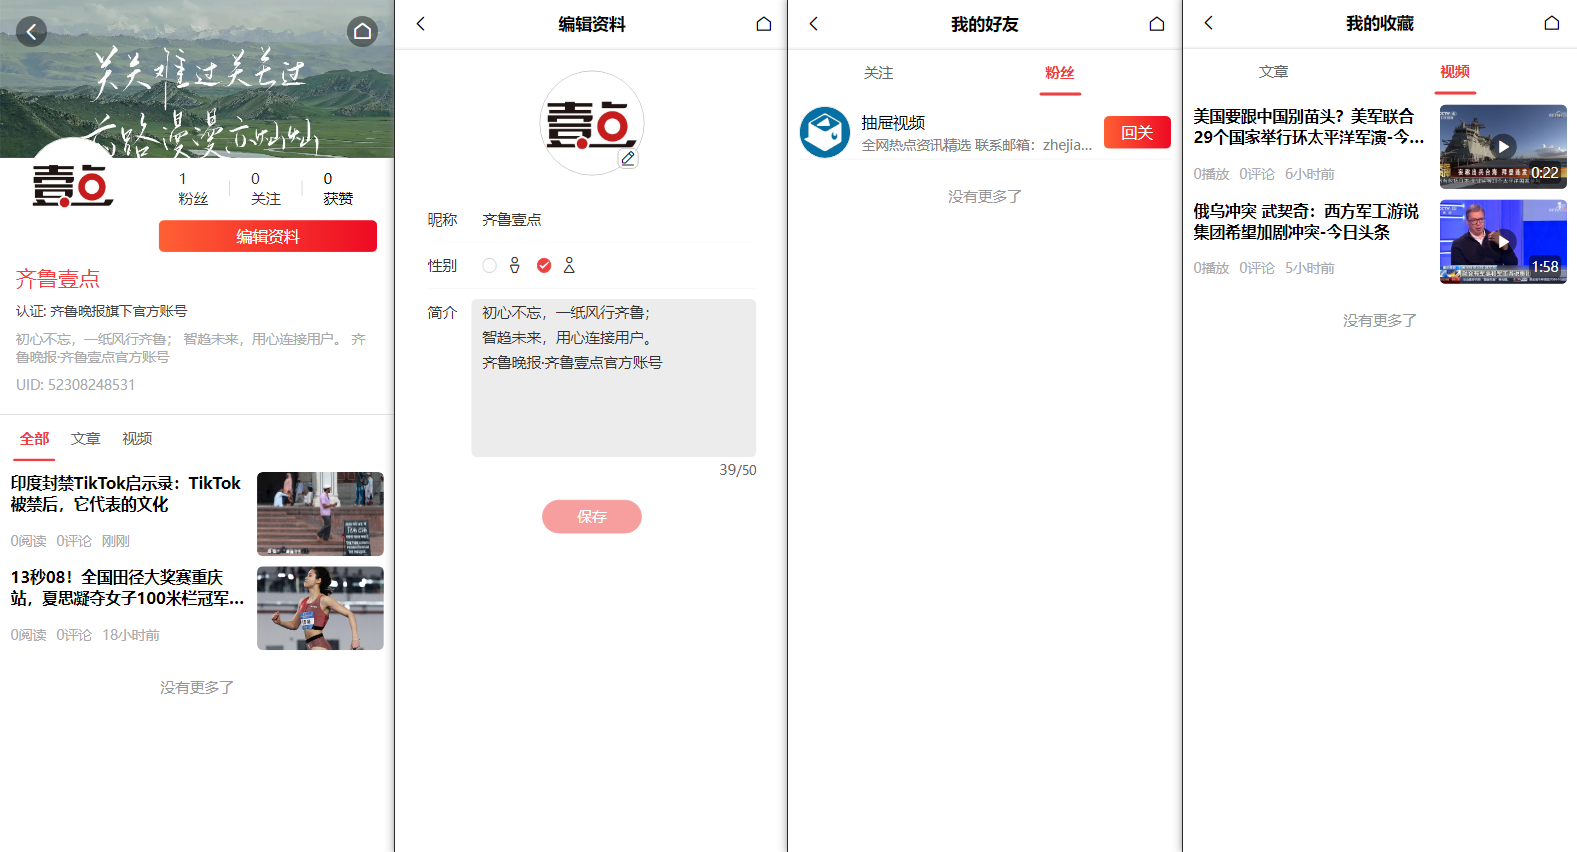 关关难过关关过
前路漫漫亦灿灿
壹点
1
粉丝
0
关注
0
获赞
编辑资料
齐鲁壹点
认证: 齐鲁晚报旗下官方账号
初心不忘，一纸风行齐鲁； 智趋未来，用心连接用户。 齐
鲁晚报·齐鲁壹点官方账号
UID: 52308248531
全部 文章 视频
印度封禁TikTok启示录：TikTok
被禁后，它代表的文化
0阅读 0评论 刚刚
13秒08！全国田径大奖赛重庆
站，夏思凝夺女子100米栏冠军...
0阅读 0评论 18小时前
没有更多了
编辑资料
壹点
昵称 齐鲁壹点
性别
简介
初心不忘，一纸风行齐鲁；
智趋未来，用心连接用户。
齐鲁晚报·齐鲁壹点官方账号
39/50
保存
我的好友
关注 粉丝
抽屉视频
全网热点资讯精选 联系邮箱：zhejia...
回关
没有更多了
我的收藏
文章 视频
美国要跟中国别苗头？美军联合
29个国家举行环太平洋军演-今...
0播放 0评论 6小时前
0:22
俄乌冲突 武契奇：西方军工游说
集团希望加剧冲突-今日头条
0播放 0评论 5小时前
1:58
没有更多了